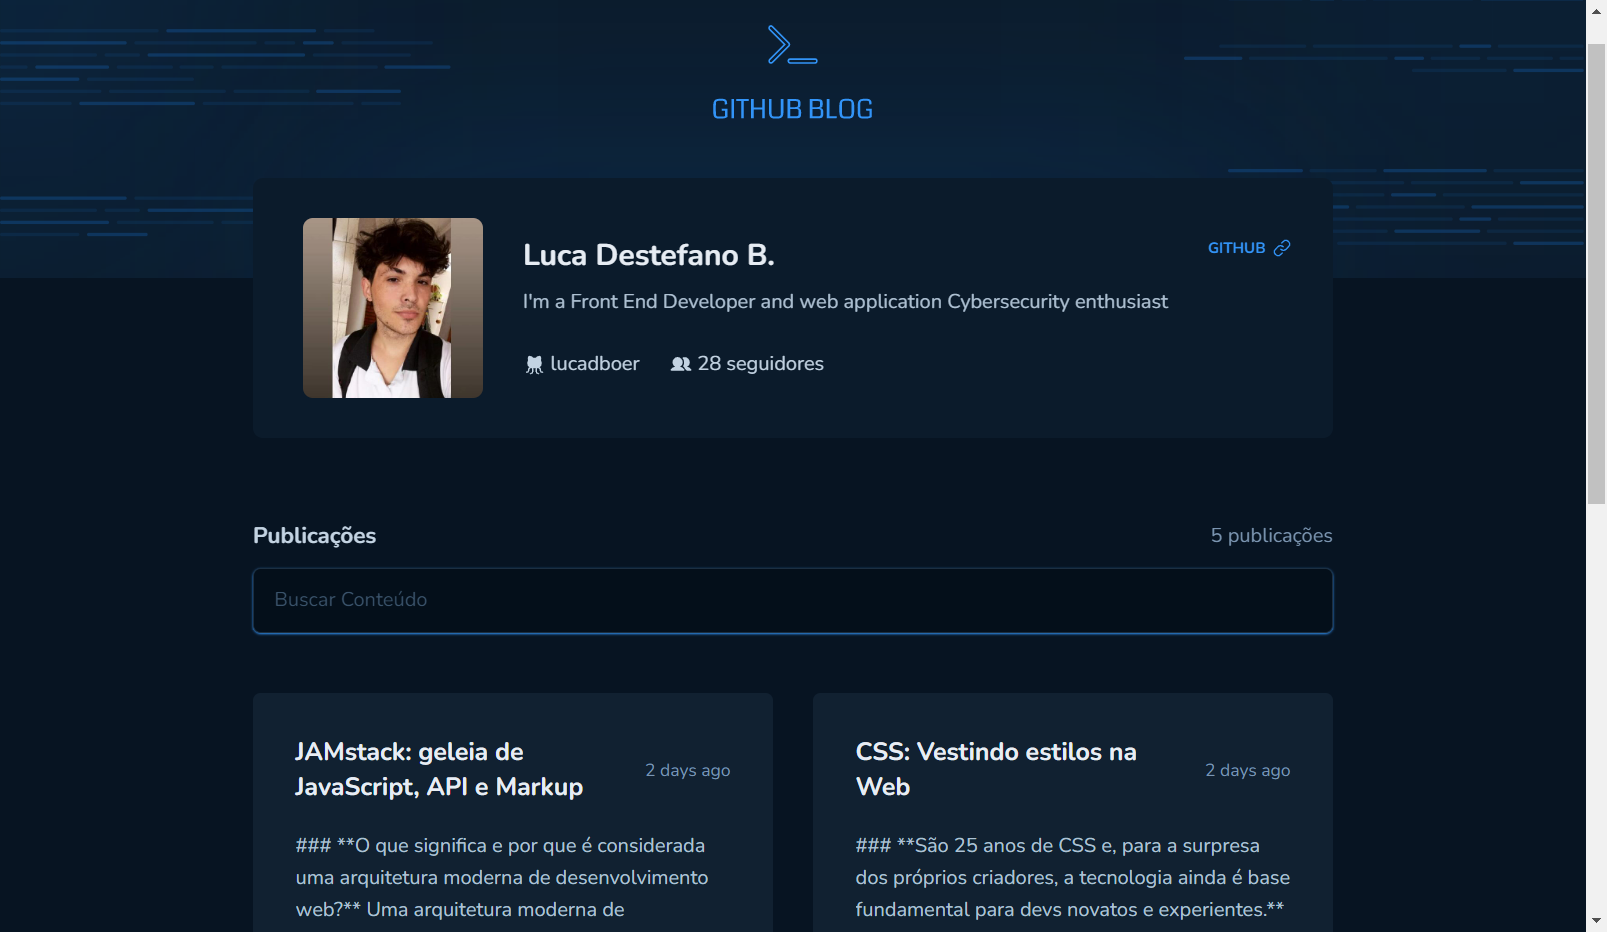 GITHUB BLOG
Luca Destefano B.
GITHUB
I'm a Front End Developer and web application Cybersecurity enthusiast
lucadboer
28 seguidores
Publicações
5 publicações
Buscar Conteúdo
JAMstack: geleia de
JavaScript, API e Markup
2 days ago
### **O que significa e por que é considerada
uma arquitetura moderna de desenvolvimento
web?** Uma arquitetura moderna de
CSS: Vestindo estilos na
Web
2 days ago
### **São 25 anos de CSS e, para a surpresa
dos próprios criadores, a tecnologia ainda é base
fundamental para devs novatos e experientes.**